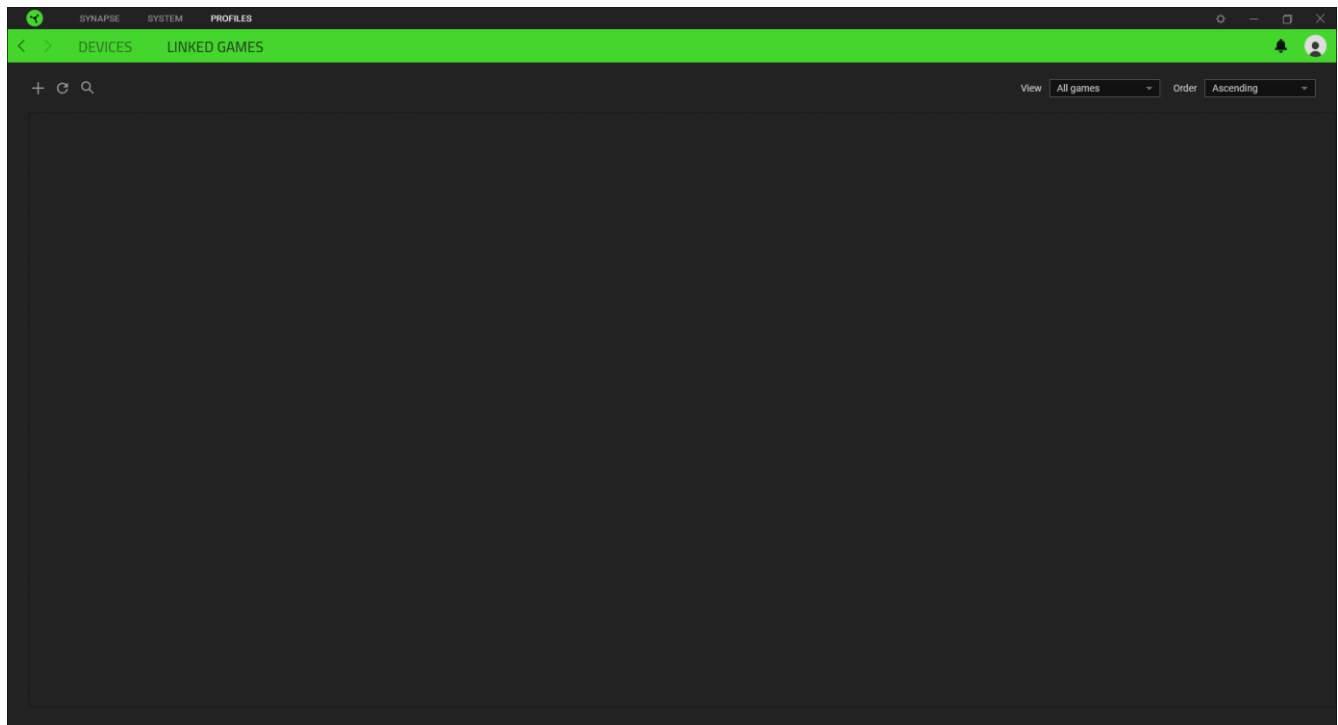 SYNAPSE SYSTEM PROFILES
DEVICES LINKED GAMES
View All games Order Ascending